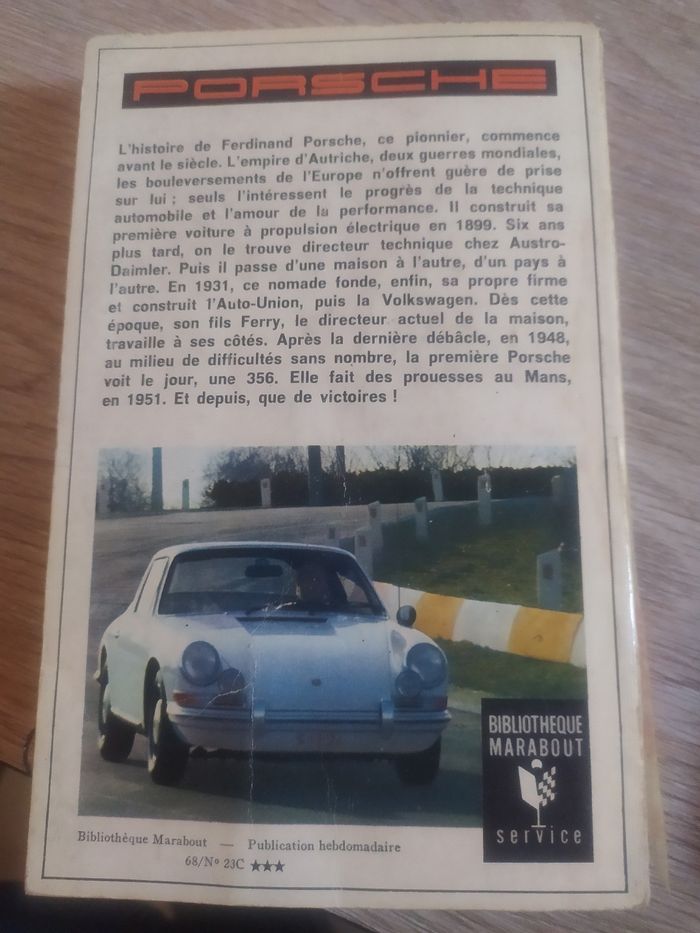 PORSCHE
L'histoire de Ferdinand Porsche, ce pionnier, commence
avant le siècle. L'empire d'Autriche, deux guerres mondiales,
les bouleversements de l'Europe n'offrent guère de prise
sur lui ; seuls l'intéressent le progrès de la technique
automobile et l'amour de la performance. Il construit sa
première voiture à propulsion électrique en 1899. Six ans
plus tard, on le trouve directeur technique chez Austro-
Daimler. Puis il passe d'une maison à l'autre, d'un pays à
l'autre. En 1931, ce nomade fonde, enfin, sa propre firme
et construit l'Auto-Union, puis la Volkswagen. Dès cette
époque, son fils Ferry, le directeur actuel de la maison,
travaille à ses côtés. Après la dernière débâcle, en 1948,
au milieu de difficultés sans nombre, la première Porsche
voit le jour, une 356. Elle fait des prouesses au Mans,
en 1951. Et depuis, que de victoires !
BIBLIOTHEQUE
MARABOUT
service
Bibliothèque Marabout — Publication hebdomadaire
68/Nº 23C ★★★